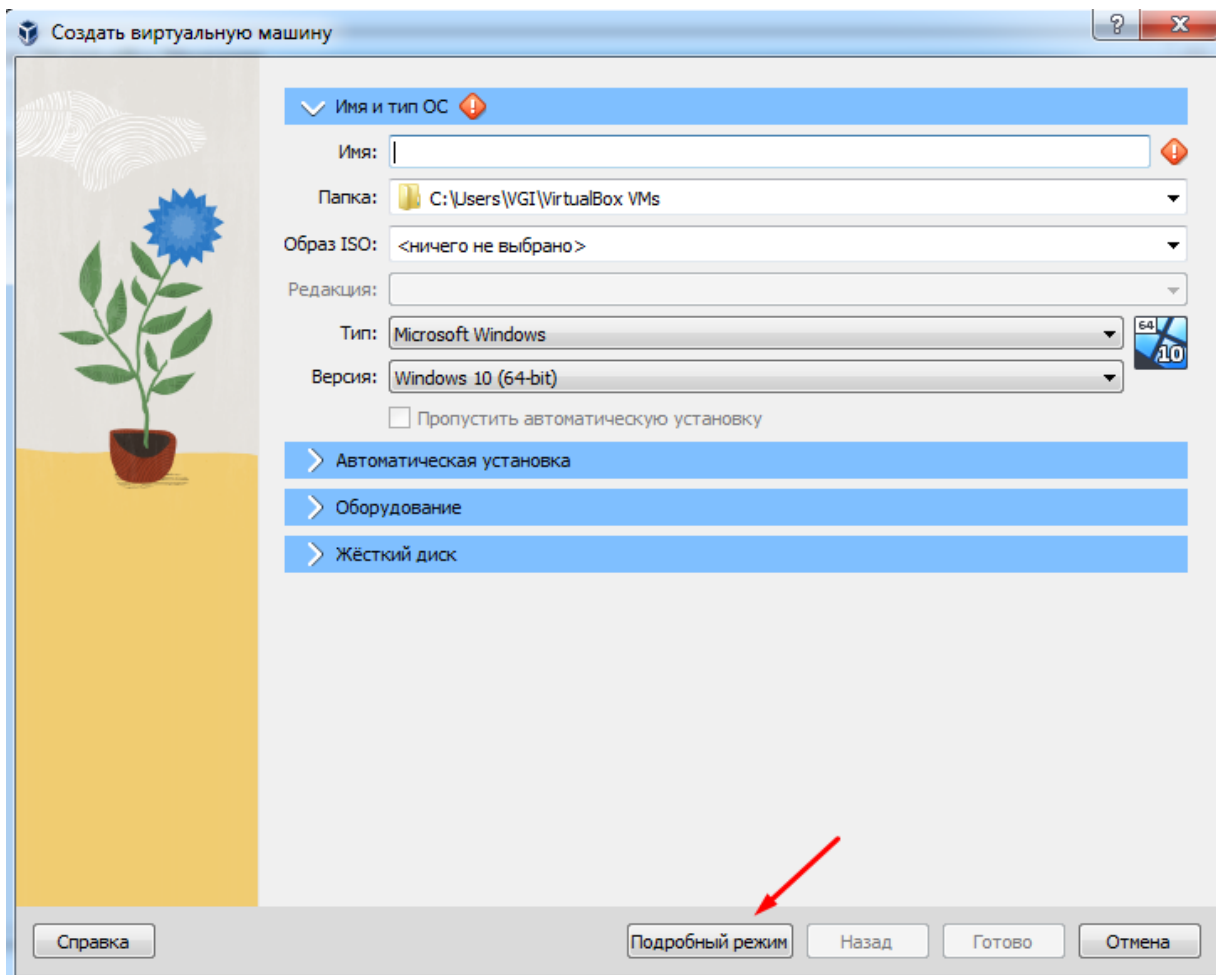 Создать виртуальную машину
Имя и тип ОС
Имя:
Папка: C:\Users\VGI\VirtualBox VMs
Образ ISO: <ничего не выбрано>
Редакция:
Тип: Microsoft Windows
64
10
Версия: Windows 10 (64-bit)
Пропустить автоматическую установку
Автоматическая установка
Оборудование
Жёсткий диск
Справка Подробный режим Назад Готово Отмена